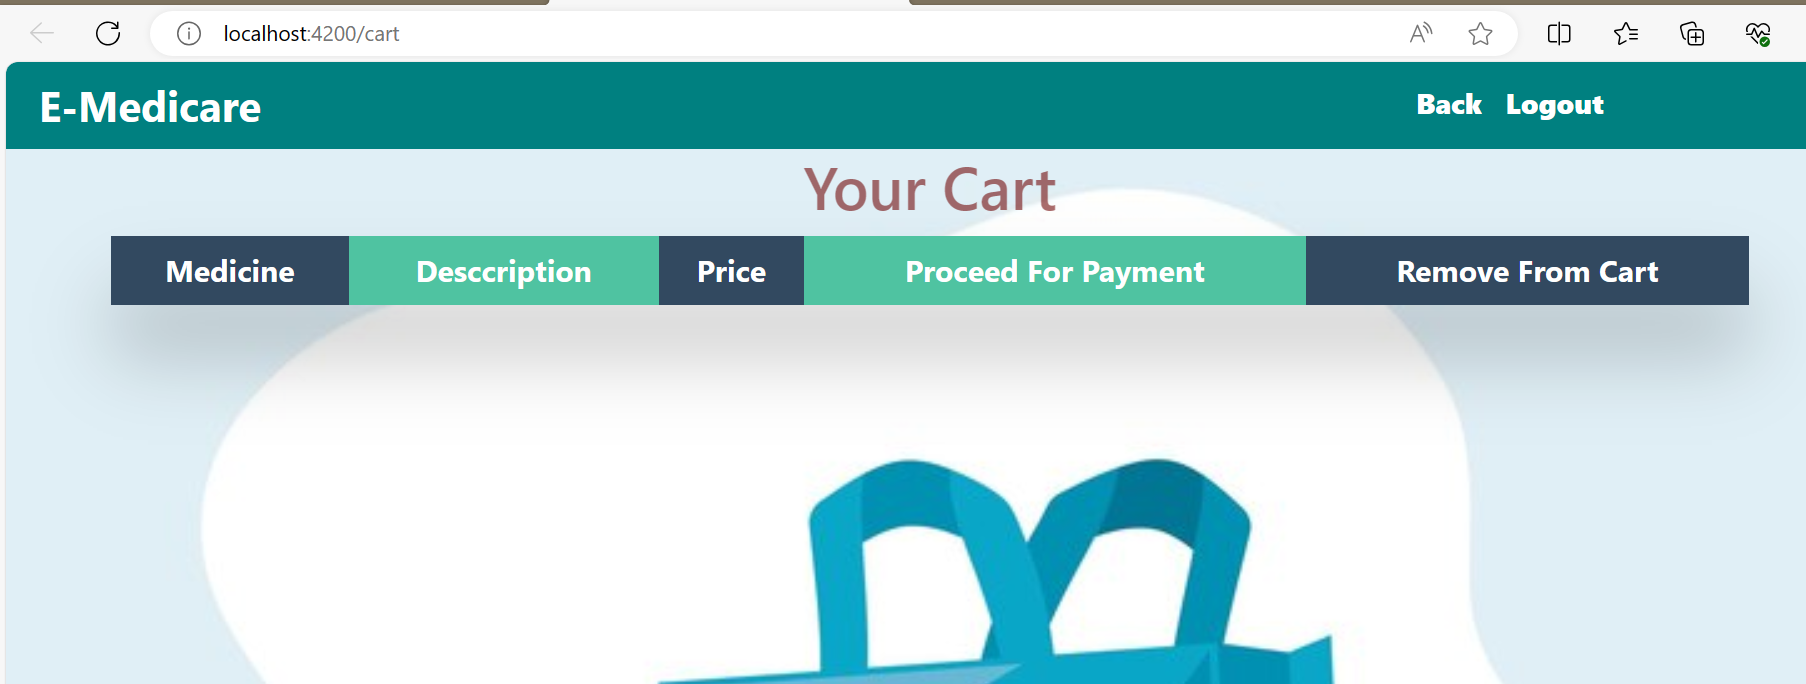 localhost:4200/cart
E-Medicare
Back Logout
Your Cart
Medicine Desccription Price Proceed For Payment Remove From Cart